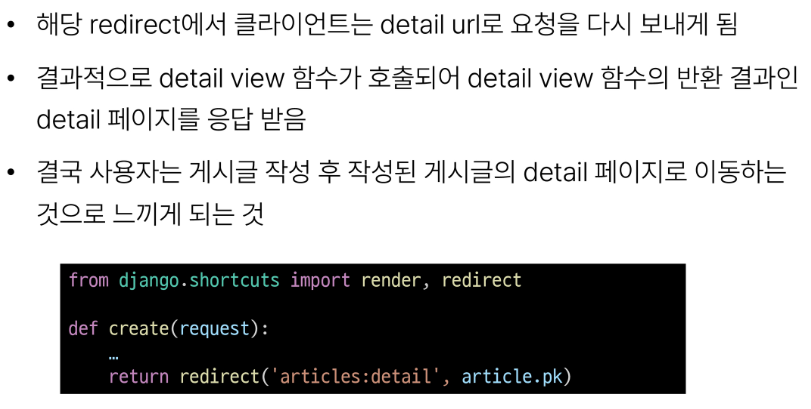 • 해당 redirect에서 클라이언트는 detail url로 요청을 다시 보내게 됨
• 결과적으로 detail view 함수가 호출되어 detail view 함수의 반환 결과인
detail 페이지를 응답 받음
• 결국 사용자는 게시글 작성 후 작성된 게시글의 detail 페이지로 이동하는
것으로 느끼게 되는 것
from django.shortcuts import render, redirect
def create(request):
    …
    return redirect('articles:detail', article.pk)